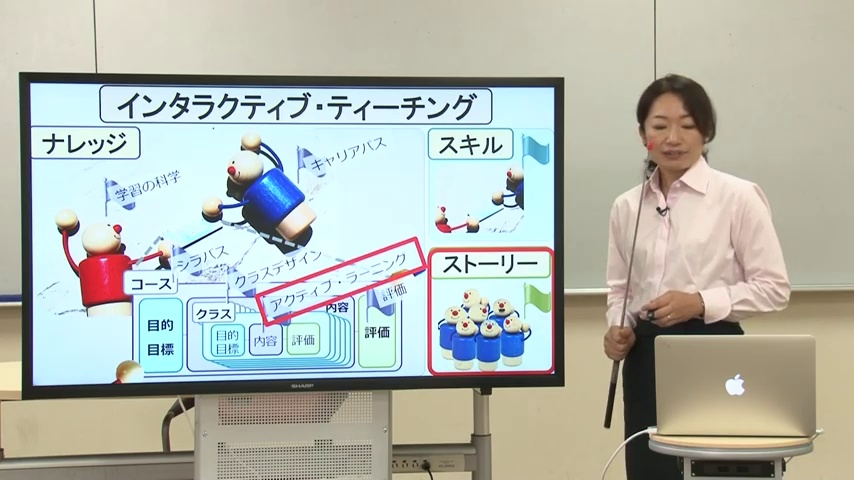 インタラクティブ・ティーチング
ナレッジ
スキル
学習の科学
キャリアパス
シラバス
クラスデザイン
アクティブ・ラーニング
評価
ストーリー
コース
目的
目標
クラス
内容
目的
目標
内容
評価
評価
SHARP